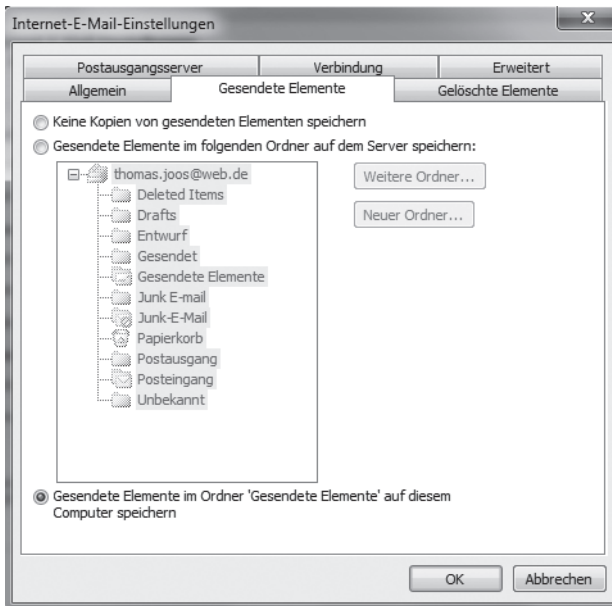 Internet-E-Mail-Einstellungen
Postausgangsserver
Verbindung
Erweitert
Allgemein
Gesendete Elemente
Gelöschte Elemente
Keine Kopien von gesendeten Elementen speichern
Gesendete Elemente im folgenden Ordner auf dem Server speichern:
thomas.joos@web.de
Deleted Items
Drafts
Entwurf
Gesendet
Gesendete Elemente
Junk E-mail
Junk-E-Mail
Papierkorb
Postausgang
Posteingang
Unbekannt
Weitere Ordner...
Neuer Ordner...
Gesendete Elemente im Ordner 'Gesendete Elemente' auf diesem
Computer speichern
OK
Abbrechen